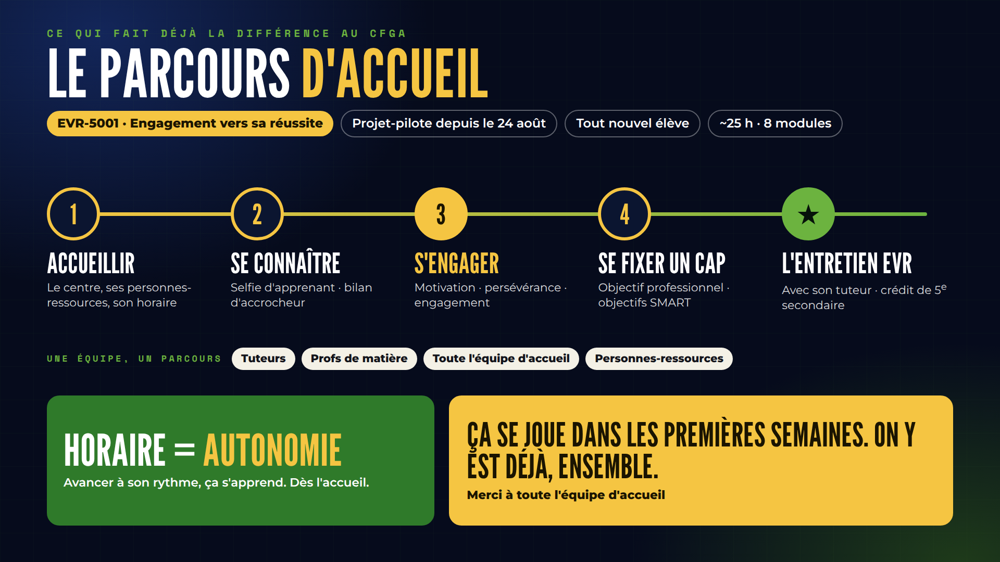 CE QUI FAIT DÉJÀ LA DIFFÉRENCE AU CFGA
LE PARCOURS D'ACCUEIL
EVR-5001 · Engagement vers sa réussite
Projet-pilote depuis le 24 août
Tout nouvel élève
~25 h · 8 modules
1
ACCUEILLIR
Le centre, ses personnes-
ressources, son horaire
2
SE CONNAÎTRE
Selfie d'apprenant · bilan
d'accrocheur
3
S'ENGAGER
Motivation · persévérance ·
engagement
4
SE FIXER UN CAP
Objectif professionnel ·
objectifs SMART
★
L'ENTRETIEN EVR
Avec son tuteur · crédit de 5e
secondaire
UNE ÉQUIPE, UN PARCOURS
Tuteurs
Profs de matière
Toute l'équipe d'accueil
Personnes-ressources
HORAIRE = AUTONOMIE
Avancer à son rythme, ça s'apprend. Dès l'accueil.
ÇA SE JOUE DANS LES PREMIÈRES SEMAINES. ON Y
EST DÉJÀ, ENSEMBLE.
Merci à toute l'équipe d'accueil